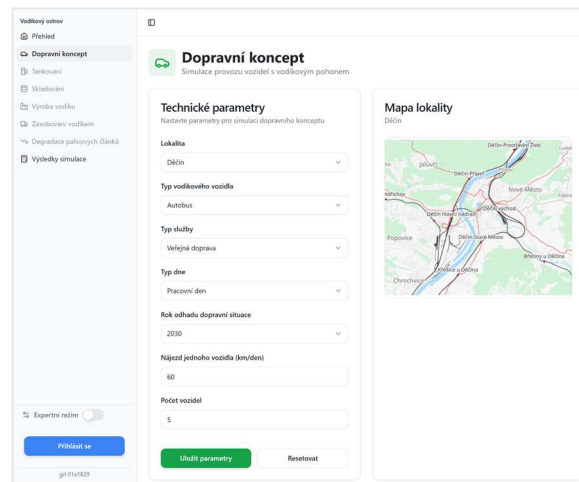 Vodíkový ostrov
Přehled
Dopravní koncept
Tankování
Skladování
Výroba vodíku
Zásobování vodíkem
Degradace palivových článků
Výsledky simulace
Expertní režim
Přihlásit se
git 01a1829
Dopravní koncept
Simulace provozu vozidel s vodíkovým pohonem
Technické parametry
Nastavte parametry pro simulaci dopravního konceptu
Lokalita
Děčín
Typ vodíkového vozidla
Autobus
Typ služby
Veřejná doprava
Typ dne
Pracovní den
Rok odhadu dopravní situace
2030
Nájezd jednoho vozidla (km/den)
60
Počet vozidel
5
Uložit parametry
Resetovat
Mapa lokality
Děčín
Děčín-Prostřední Žleb
Jalůvčí
Děčín-Přípeř
Nové Město
Děčín východ
Děčín hlavní nádraží
Děčín-Staré Město
Popovice
Březiny u Děčína
Křešice u Děčína
Chrochvice